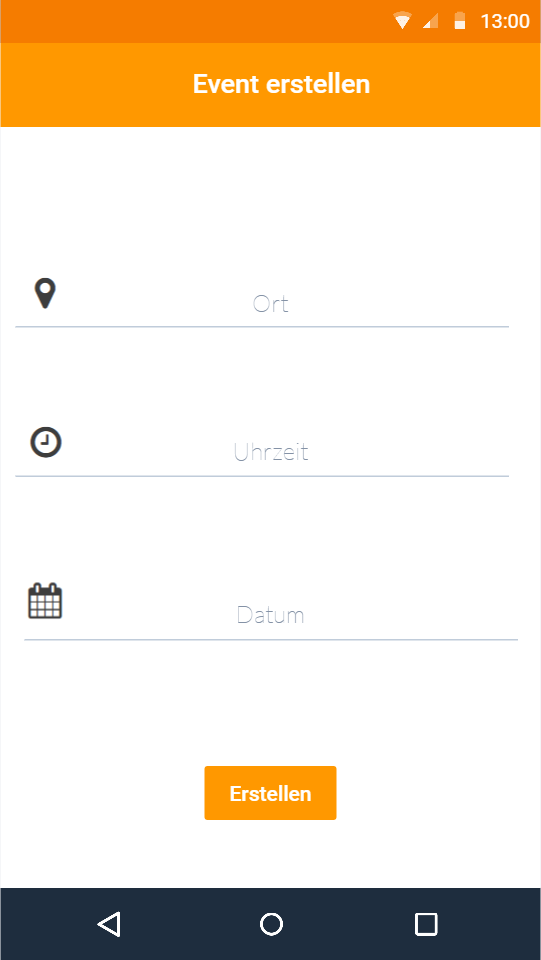 13:00
Event erstellen
Ort
Uhrzeit
Datum
Erstellen